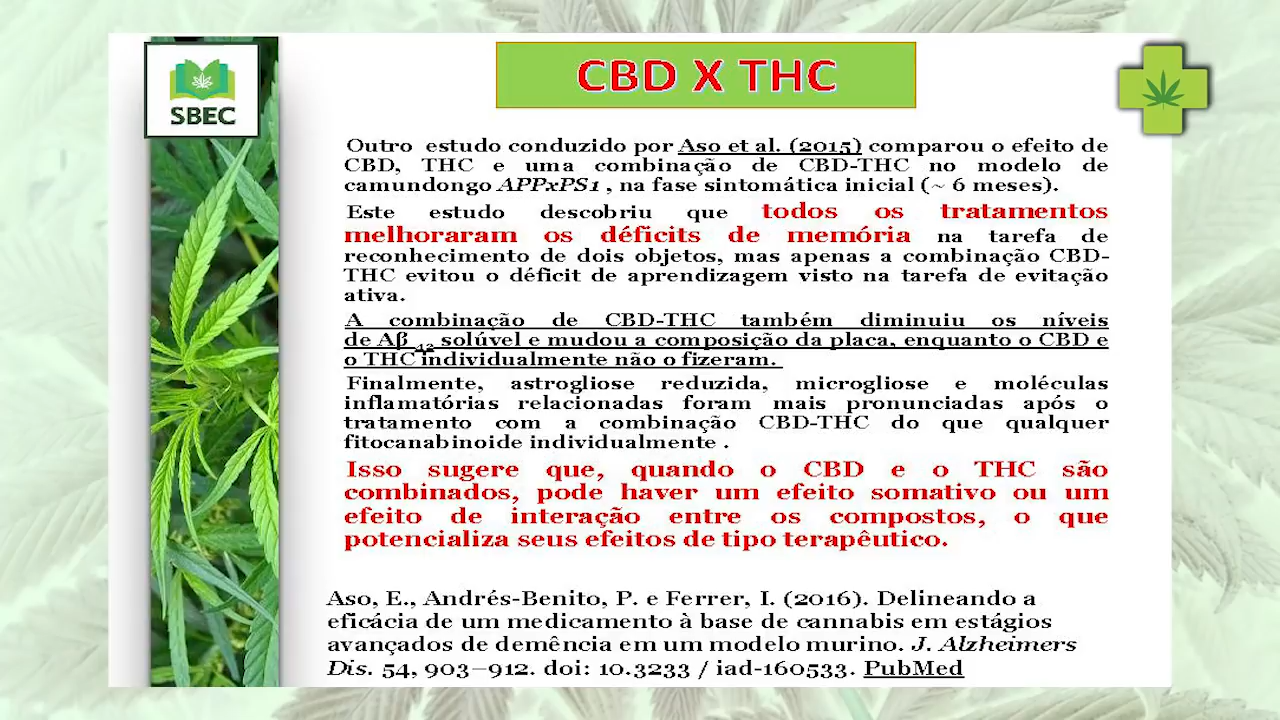 SBEC
CBD X THC
Outro estudo conduzido por Aso et al. (2015) comparou o efeito de
CBD, THC e uma combinação de CBD-THC no modelo de
camundongo APPxPS1 , na fase sintomática inicial (~ 6 meses).
Este estudo descobriu que todos os tratamentos
melhoraram os déficits de memória na tarefa de
reconhecimento de dois objetos, mas apenas a combinação CBD-
THC evitou o déficit de aprendizagem visto na tarefa de evitação
ativa.
A combinação de CBD-THC também diminuiu os níveis
de Aβ 42 solúvel e mudou a composição da placa, enquanto o CBD e
o THC individualmente não o fizeram.
Finalmente, astrogliose reduzida, microgliose e moléculas
inflamatórias relacionadas foram mais pronunciadas após o
tratamento com a combinação CBD-THC do que qualquer
fitocanabinoide individualmente .
Isso sugere que, quando o CBD e o THC são
combinados, pode haver um efeito somativo ou um
efeito de interação entre os compostos, o que
potencializa seus efeitos de tipo terapêutico.
Aso, E., Andrés-Benito, P. e Ferrer, I. (2016). Delineando a
eficácia de um medicamento à base de cannabis em estágios
avançados de demência em um modelo murino. J. Alzheimers
Dis. 54, 903–912. doi: 10.3233 / iad-160533. PubMed